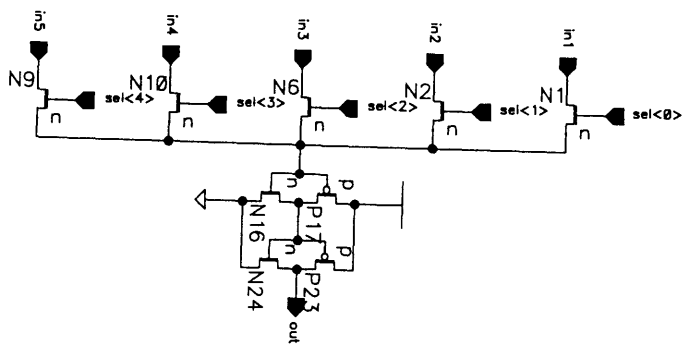 in5
in4
in3
in2
in1
N9
N10
N6
N2
N1
sel<4>
sel<3>
sel<2>
sel<1>
sel<0>
n
n
n
n
n
n
p
N16
P17
n
p
N24
P23
out